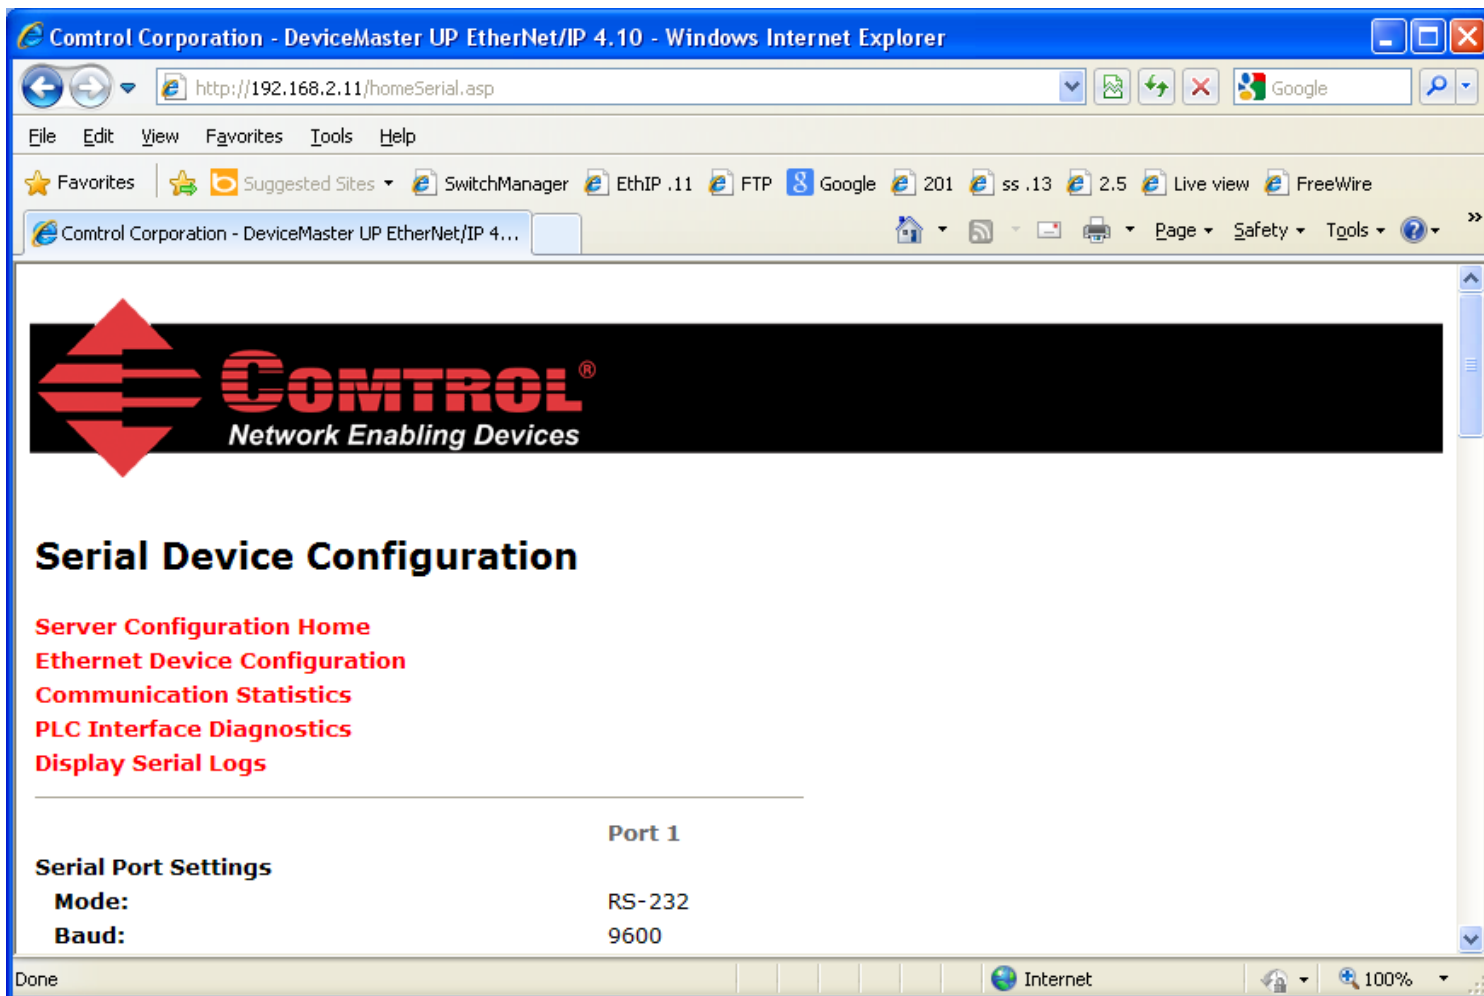 Comtrol Corporation - DeviceMaster UP EtherNet/IP 4.10 - Windows Internet Explorer
http://192.168.2.11/homeSerial.asp
Google
File Edit View Favorites Tools Help
Favorites Suggested Sites SwitchManager EthIP .11 FTP Google 201 ss .13 2.5 Live view FreeWire
Comtrol Corporation - DeviceMaster UP EtherNet/IP 4... Page Safety Tools
COMTROL®
Network Enabling Devices
Serial Device Configuration
Server Configuration Home
Ethernet Device Configuration
Communication Statistics
PLC Interface Diagnostics
Display Serial Logs
Port 1
Serial Port Settings
Mode: RS-232
Baud: 9600
Done Internet 100%